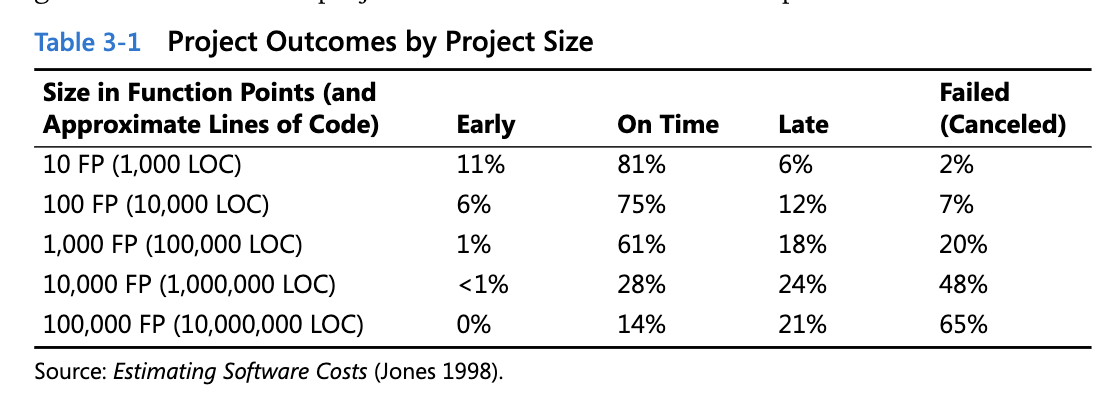 Table 3-1 Project Outcomes by Project Size
Size in Function Points (and
Approximate Lines of Code) Early On Time Late Failed
(Canceled)
10 FP (1,000 LOC) 11% 81% 6% 2%
100 FP (10,000 LOC) 6% 75% 12% 7%
1,000 FP (100,000 LOC) 1% 61% 18% 20%
10,000 FP (1,000,000 LOC) <1% 28% 24% 48%
100,000 FP (10,000,000 LOC) 0% 14% 21% 65%
Source: Estimating Software Costs (Jones 1998).